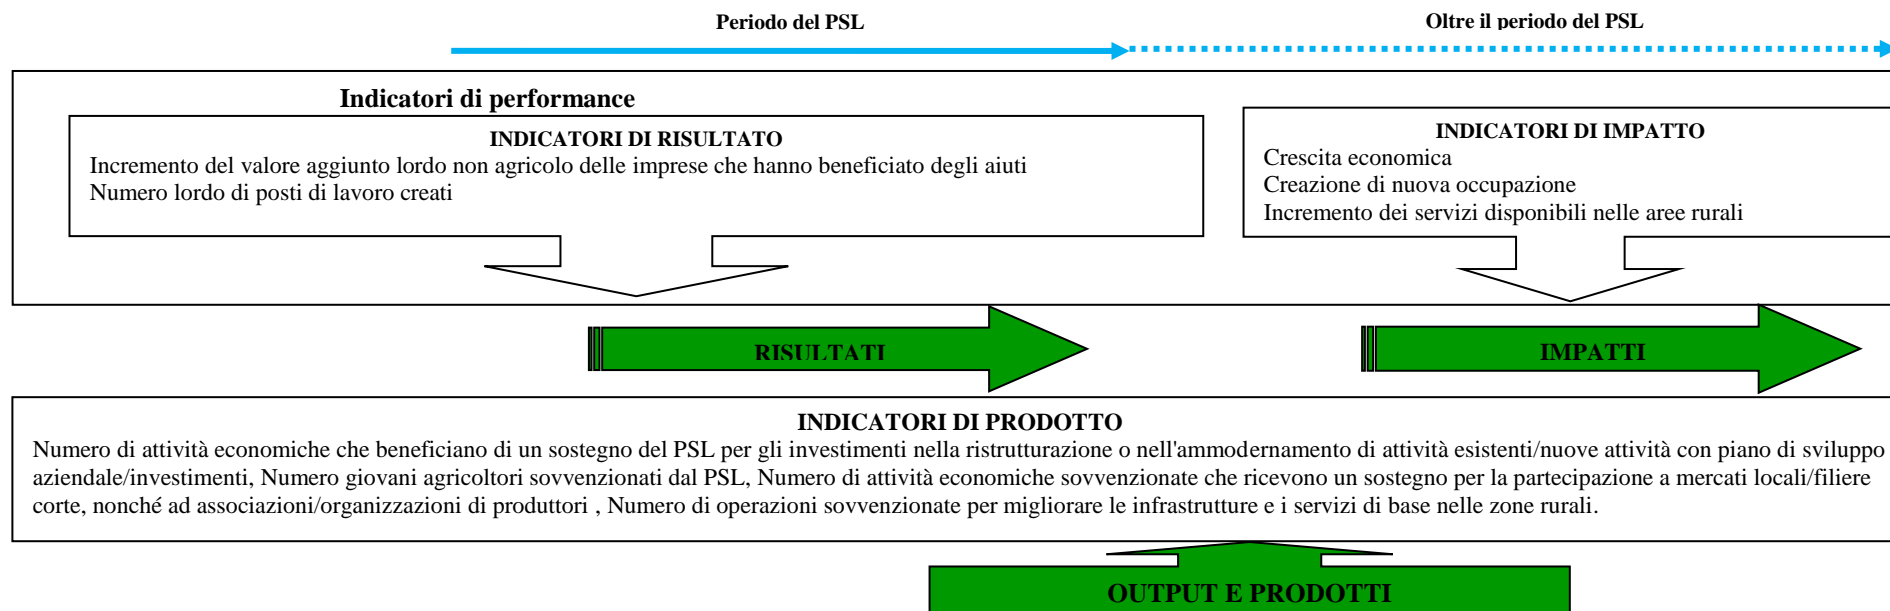 Periodo del PSL
Oltre il periodo del PSL
Indicatori di performance
INDICATORI DI RISULTATO
Incremento del valore aggiunto lordo non agricolo delle imprese che hanno beneficiato degli aiuti
Numero lordo di posti di lavoro creati
INDICATORI DI IMPATTO
Crescita economica
Creazione di nuova occupazione
Incremento dei servizi disponibili nelle aree rurali
RISULTATI
IMPATTI
INDICATORI DI PRODOTTO
Numero di attività economiche che beneficiano di un sostegno del PSL per gli investimenti nella ristrutturazione o nell'ammodernamento di attività esistenti/nuove attività con piano di sviluppo
aziendale/investimenti, Numero giovani agricoltori sovvenzionati dal PSL, Numero di attività economiche sovvenzionate che ricevono un sostegno per la partecipazione a mercati locali/filiere
corte, nonché ad associazioni/organizzazioni di produttori , Numero di operazioni sovvenzionate per migliorare le infrastrutture e i servizi di base nelle zone rurali.
OUTPUT E PRODOTTI